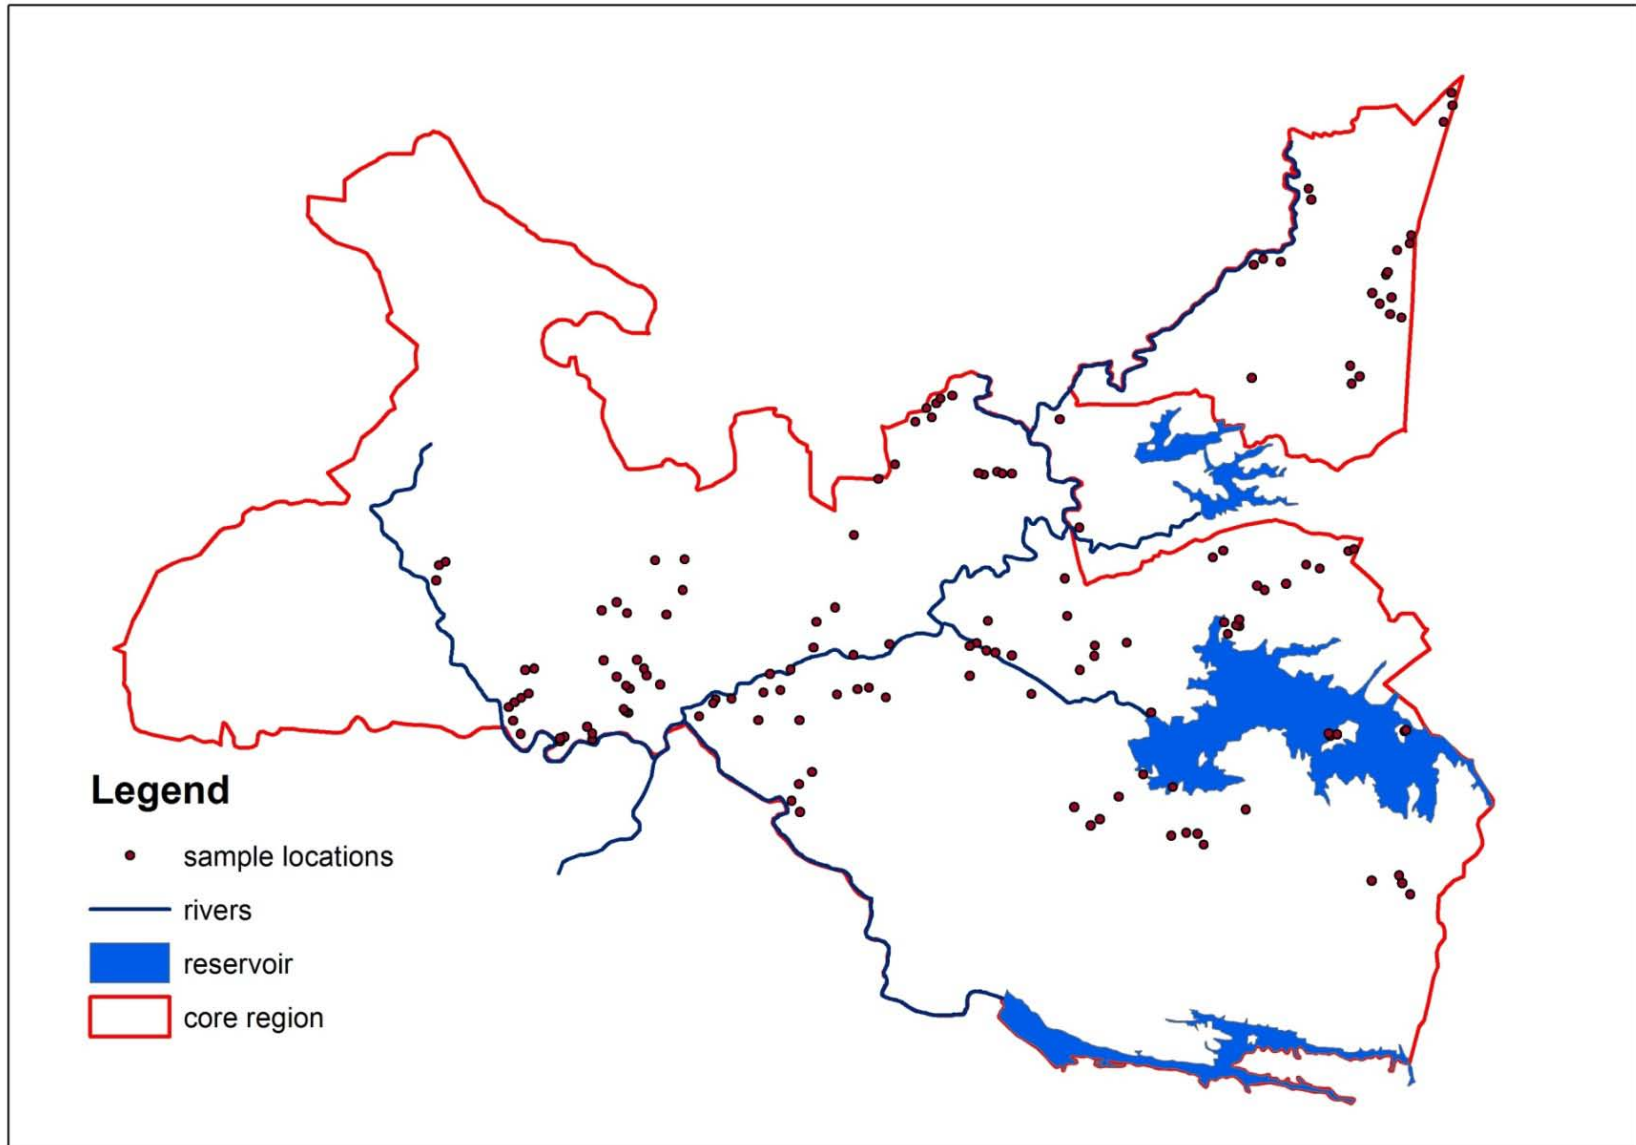 Legend
sample locations
rivers
reservoir
core region